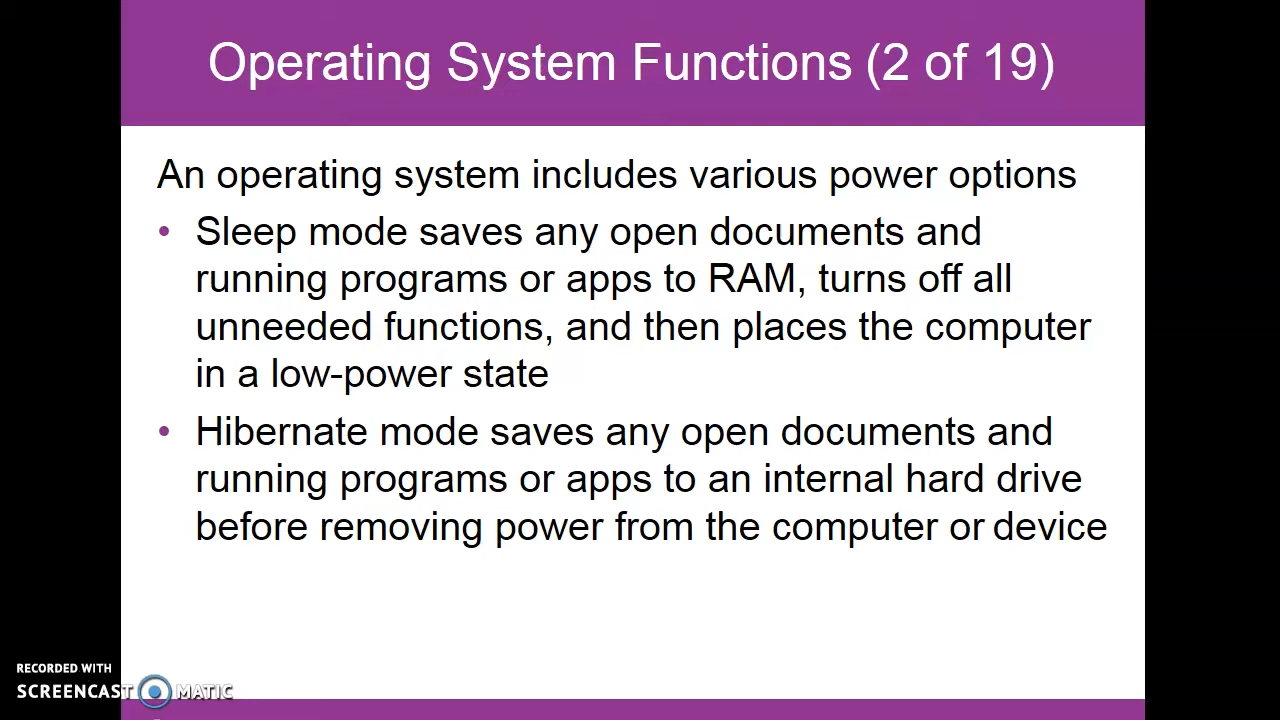 Operating System Functions (2 of 19)
An operating system includes various power options
• Sleep mode saves any open documents and
running programs or apps to RAM, turns off all
unneeded functions, and then places the computer
in a low-power state
• Hibernate mode saves any open documents and
running programs or apps to an internal hard drive
before removing power from the computer or device
RECORDED WITH
SCREENCAST MATIC